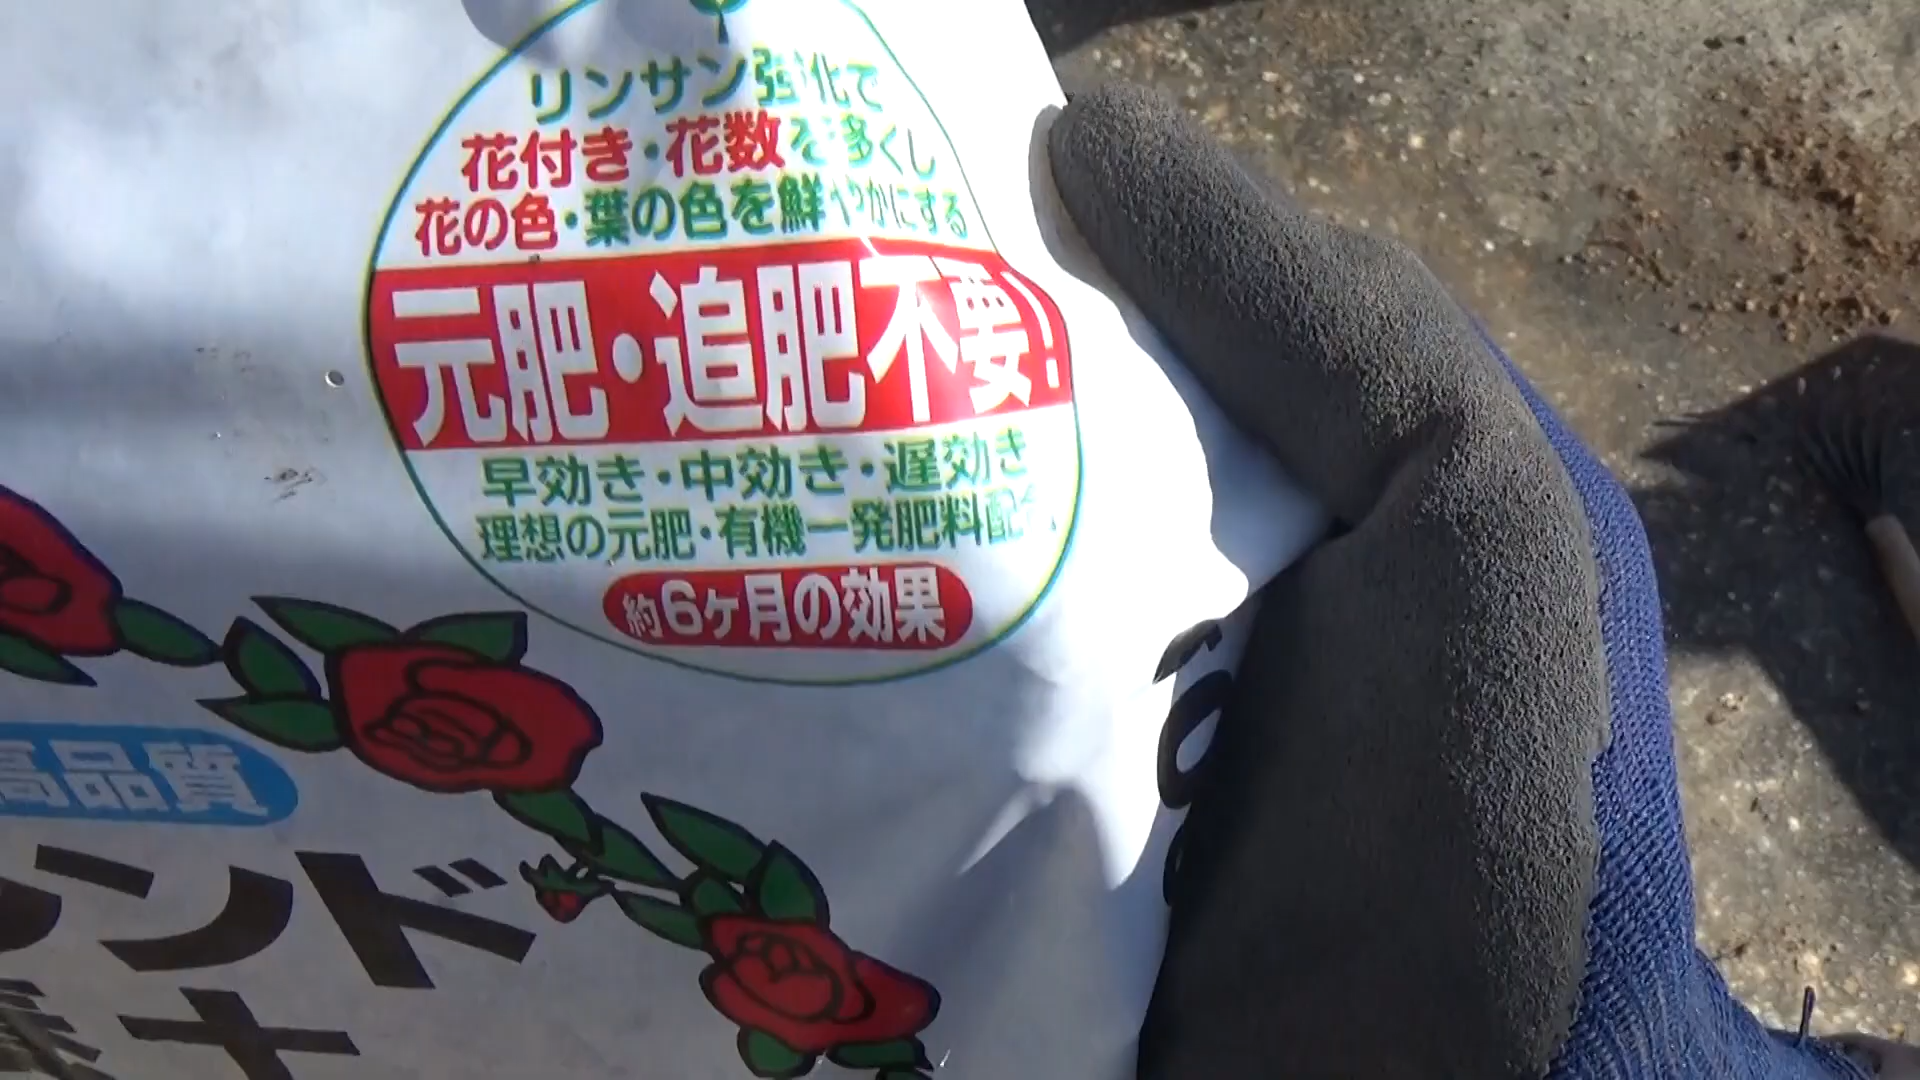 リンサン強化で
花付き・花数を多くし
花の色・葉の色を鮮やかにする
元肥・追肥不要!
早効き・中効き・遅効き
理想の元肥・有機一発肥料配合
約6ヶ月の効果
高品質
ンド